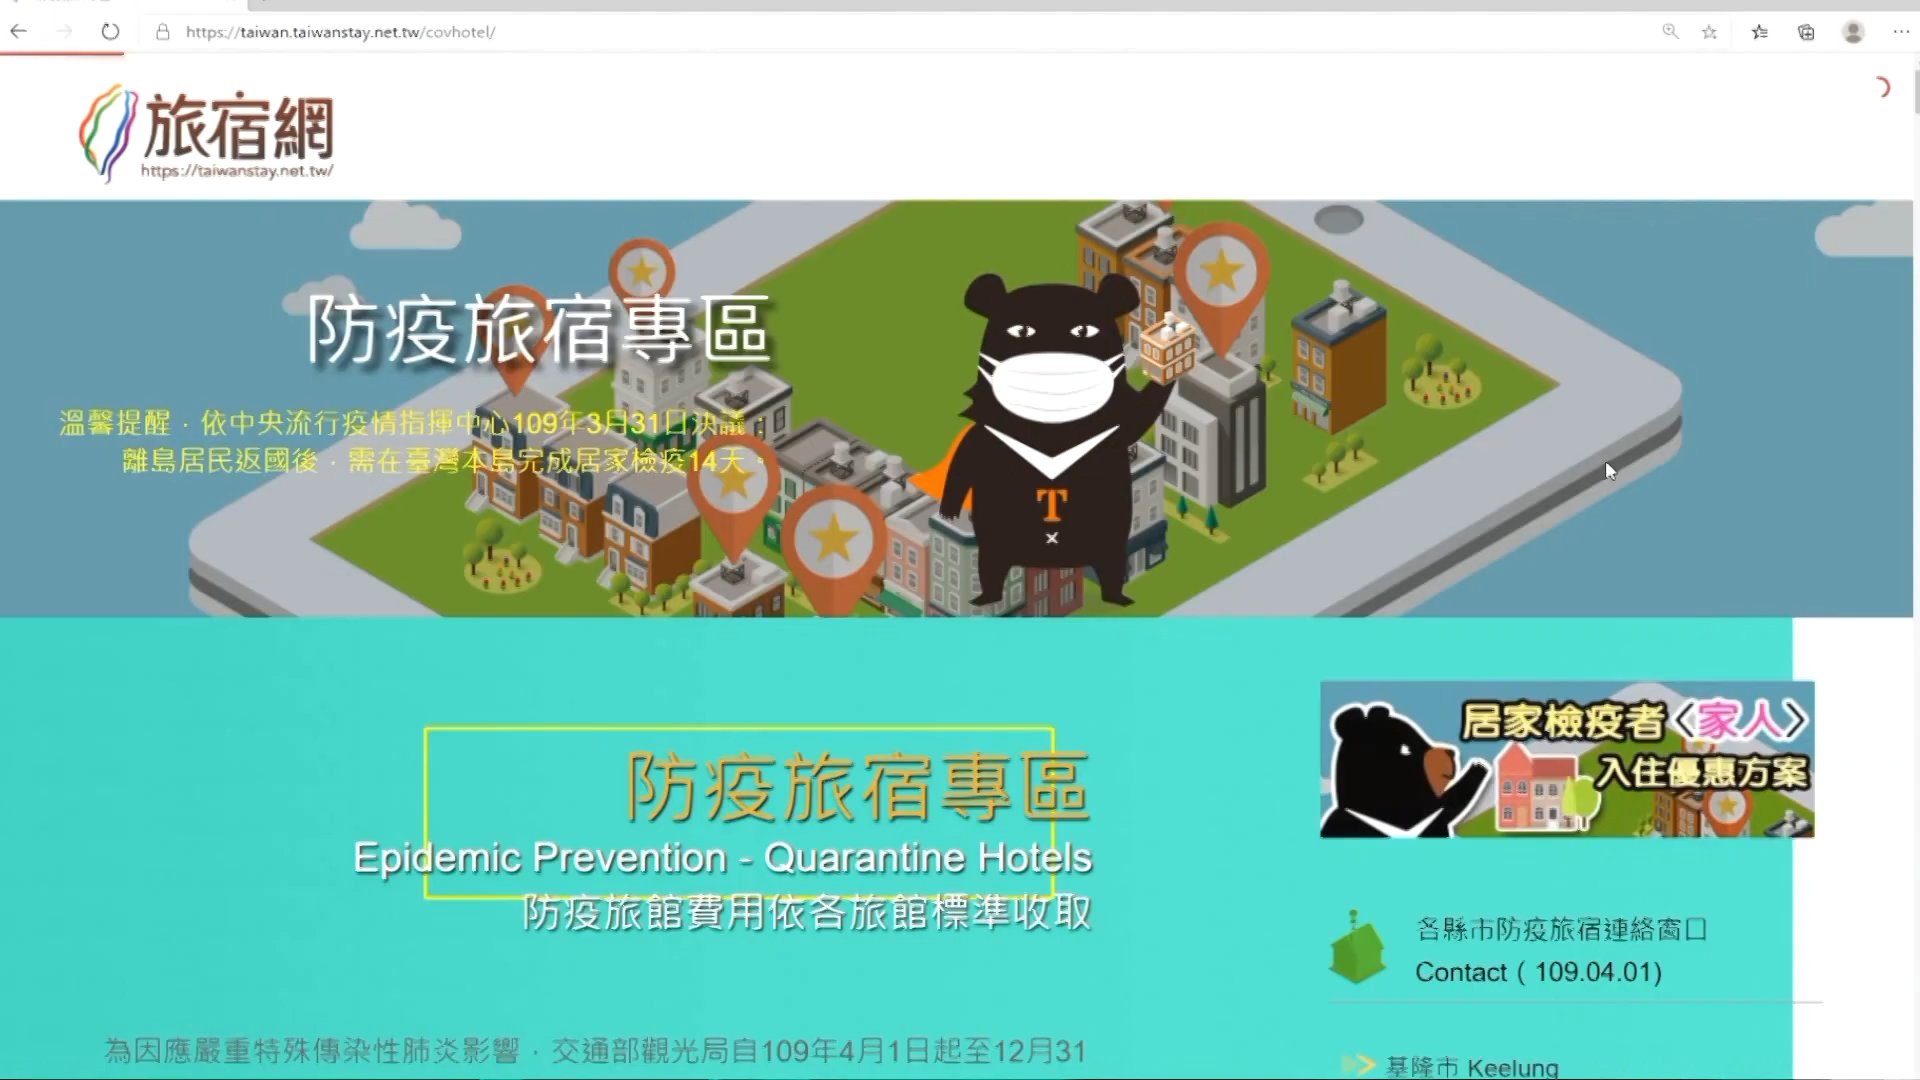 https://taiwan.taiwanstay.net.tw/covhotel/
旅宿網
https://taiwanstay.net.tw/
防疫旅宿專區
溫馨提醒，依中央流行疫情指揮中心109年3月31日決議：
離島居民返國後，需在臺灣本島完成居家檢疫14天。
T
防疫旅宿專區
Epidemic Prevention - Quarantine Hotels
防疫旅館費用依各旅館標準收取
為因應嚴重特殊傳染性肺炎影響，交通部觀光局自109年4月1日起至12月31
居家檢疫者〈家人〉
入住優惠方案
各縣市防疫旅宿連絡窗口
Contact ( 109.04.01)
基隆市 Keelung